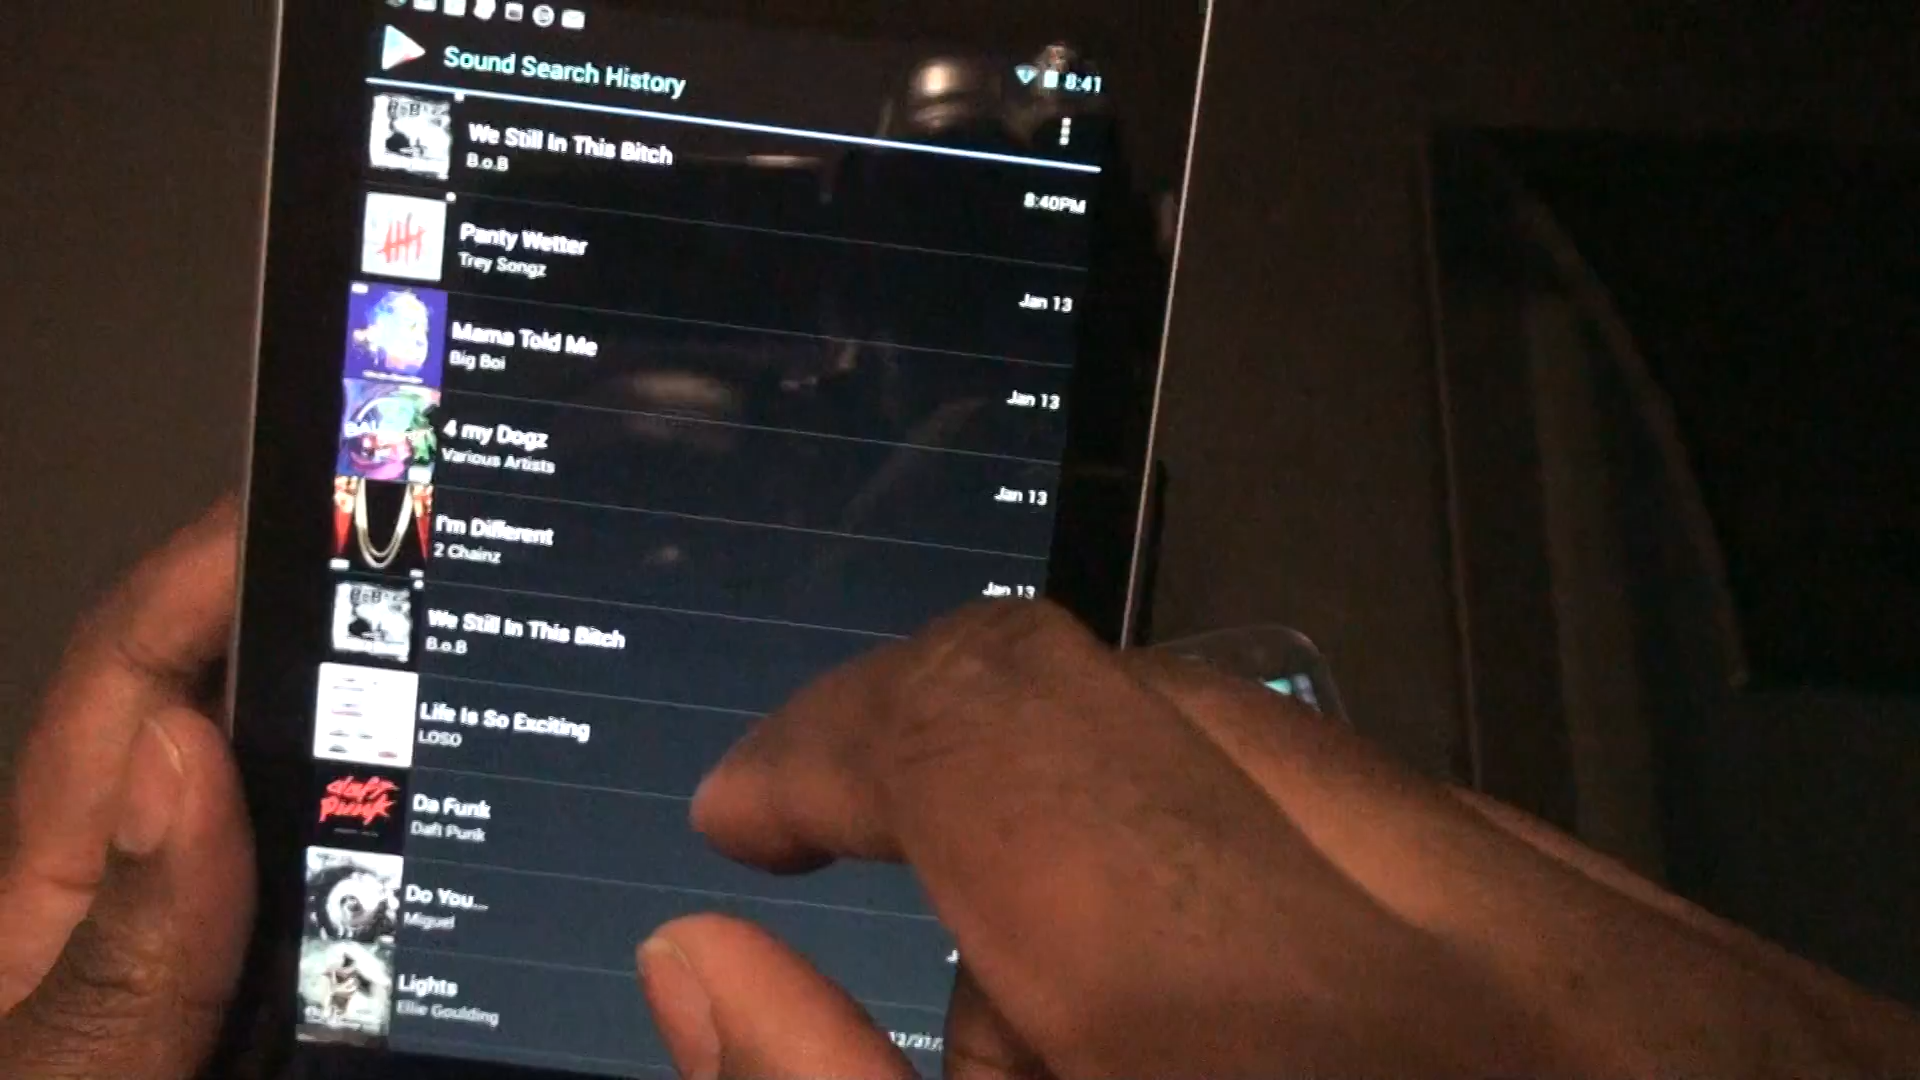 Sound Search History
8:41
We Still In This Bitch
B.o.B
8:40PM
Panty Wetter
Trey Songz
Jan 13
Mama Told Me
Big Boi
Jan 13
4 my Dogz
Various Artists
Jan 13
I'm Different
2 Chainz
Jan 13
We Still In This Bitch
B.o.B
Life Is So Exciting
LOSO
daft punk
Da Funk
Daft Punk
Do You...
Miguel
Lights
Ellie Goulding